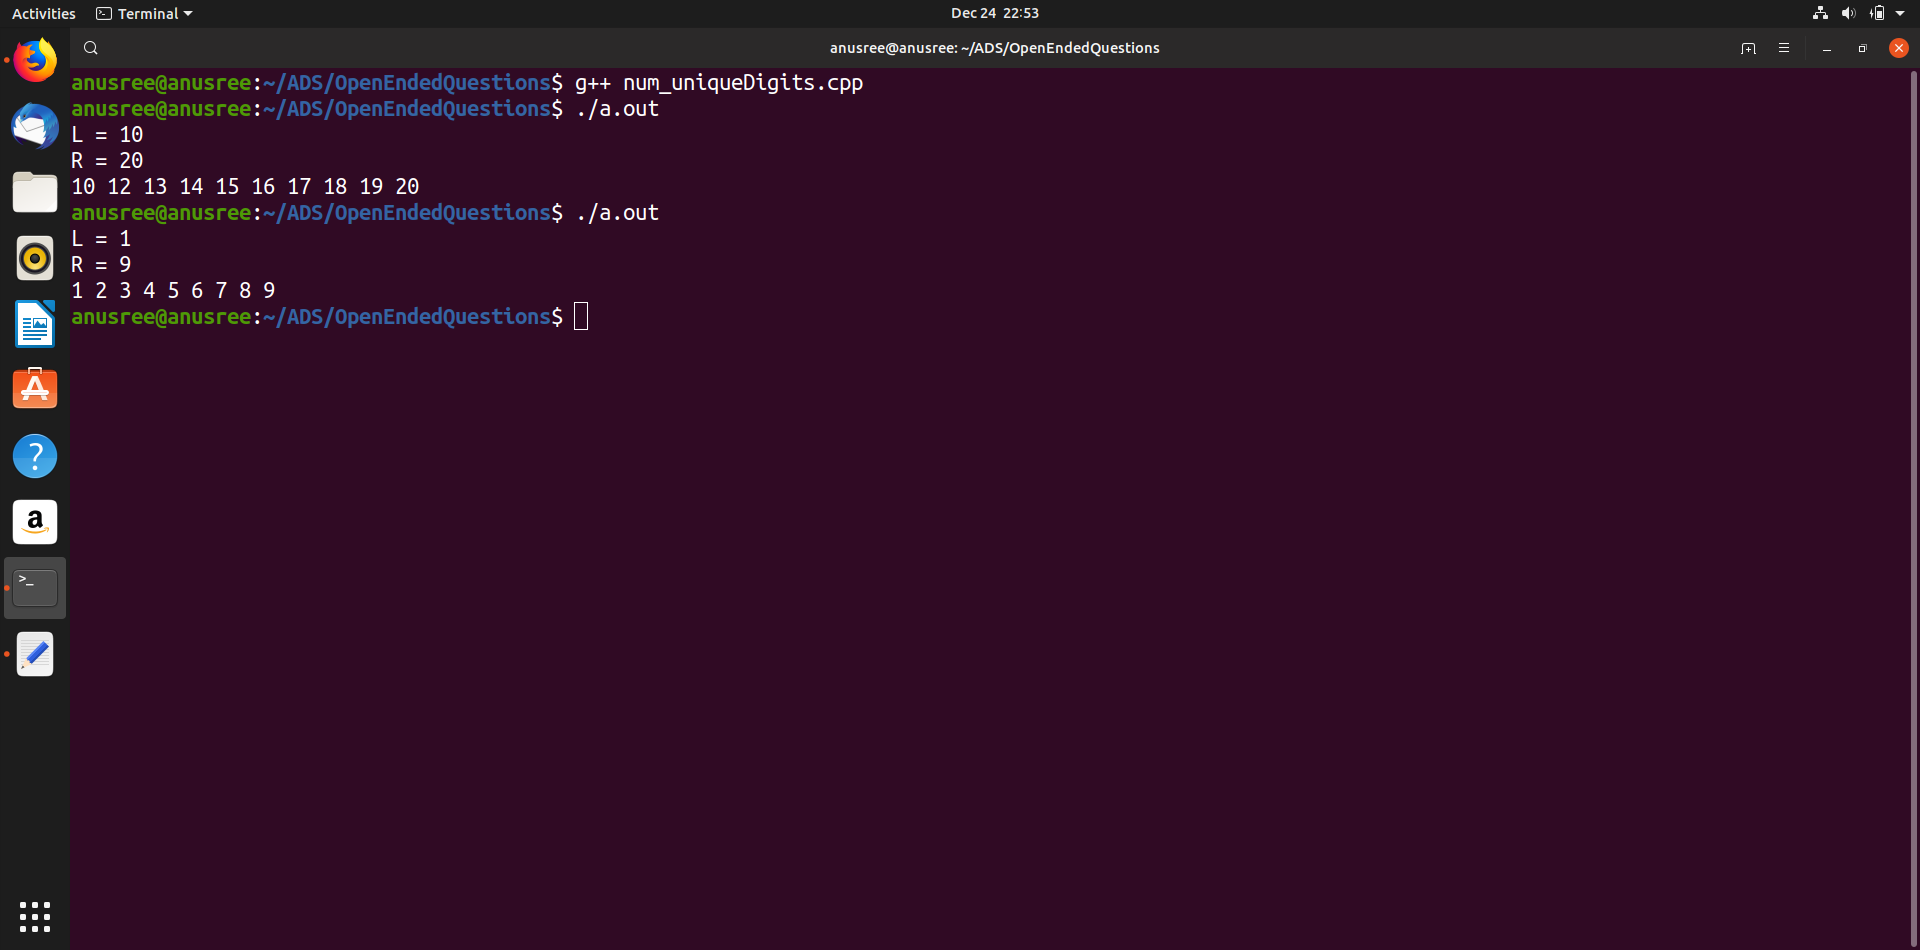 Activities Terminal Dec 24 22:53
anusree@anusree: ~/ADS/OpenEndedQuestions
anusree@anusree:~/ADS/OpenEndedQuestions$ g++ num_uniqueDigits.cpp
anusree@anusree:~/ADS/OpenEndedQuestions$ ./a.out
L = 10
R = 20
10 12 13 14 15 16 17 18 19 20
anusree@anusree:~/ADS/OpenEndedQuestions$ ./a.out
L = 1
R = 9
1 2 3 4 5 6 7 8 9
anusree@anusree:~/ADS/OpenEndedQuestions$